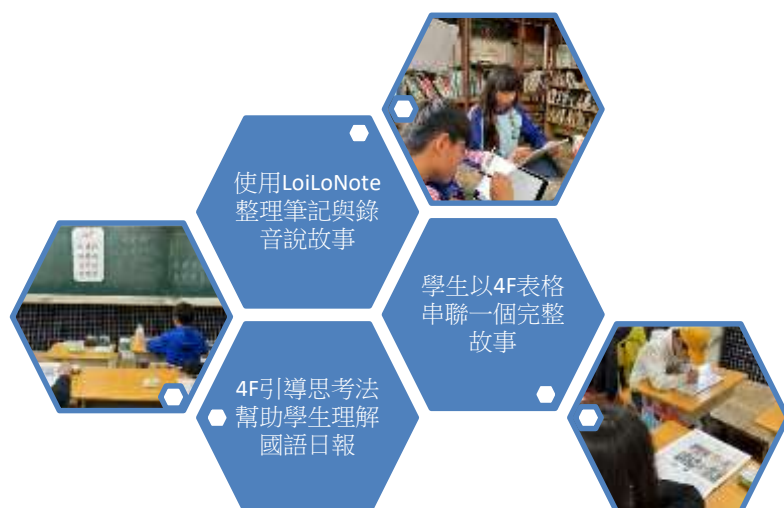 使用LoiLoNote
整理筆記與錄
音說故事
學生以4F表格
串聯一個完整
故事
4F引導思考法
幫助學生理解
國語日報